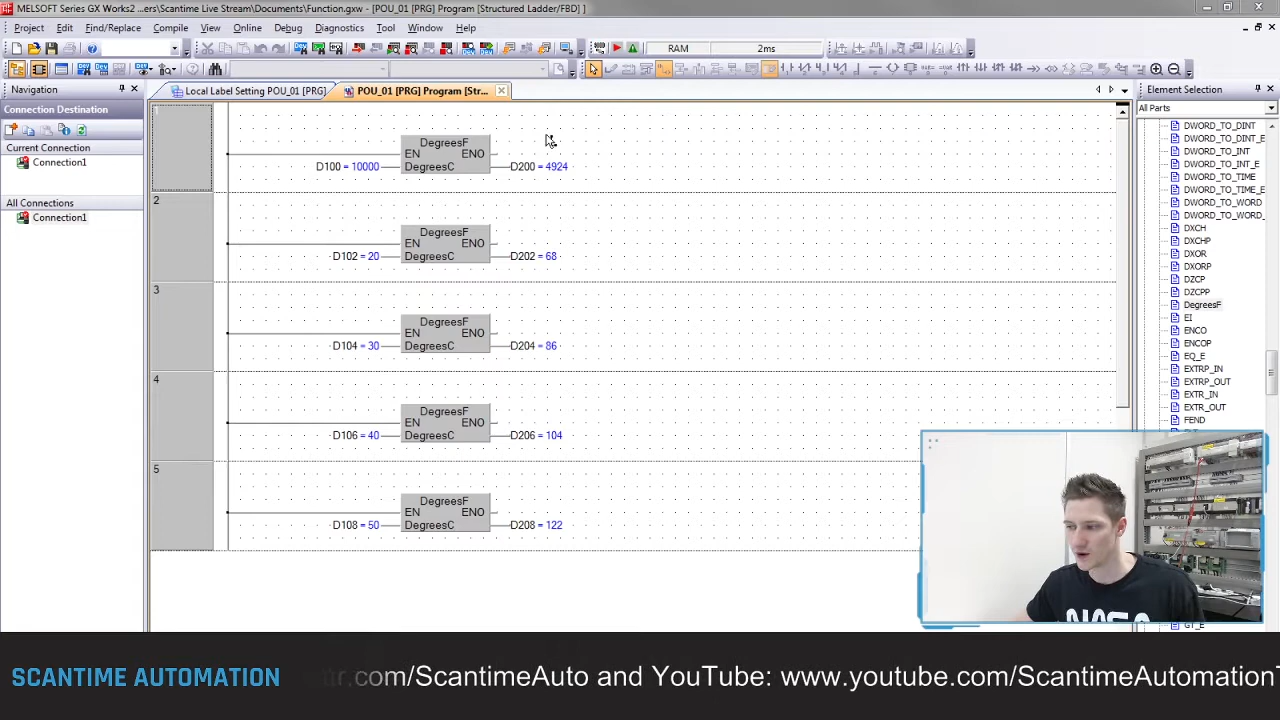 MELSOFT Series GX Works2 ...ers\Scantime Live Stream\Documents\Function.gxw - [POU_01 [PRG] Program [Structured Ladder/FBD] ]
Project Edit Find/Replace Compile View Online Debug Diagnostics Tool Window Help
RAM 2ms
Navigation
Connection Destination
Current Connection
Connection1
All Connections
Connection1
Local Label Setting POU_01 [PRG]
POU_01 [PRG] Program [Str...
1
DegreesF
EN ENO
D100 = 10000 DegreesC D200 = 4924
2
DegreesF
EN ENO
D102 = 20 DegreesC D202 = 68
3
DegreesF
EN ENO
D104 = 30 DegreesC D204 = 86
4
DegreesF
EN ENO
D106 = 40 DegreesC D206 = 104
5
DegreesF
EN ENO
D108 = 50 DegreesC D208 = 122
Element Selection
All Parts
DWORD_TO_DINT
DWORD_TO_DINT_E
DWORD_TO_INT
DWORD_TO_INT_E
DWORD_TO_TIME
DWORD_TO_TIME_E
DWORD_TO_WORD
DWORD_TO_WORD_
DXCH
DXCHP
DXOR
DXORP
DZCP
DZCPP
DegreesF
EI
ENCO
ENCOP
EQ_E
EXTRP_IN
EXTRP_OUT
EXTR_IN
EXTR_OUT
FEND
GT_E
SCANTIME AUTOMATION
.com/ScantimeAuto and YouTube: www.youtube.com/ScantimeAutomation